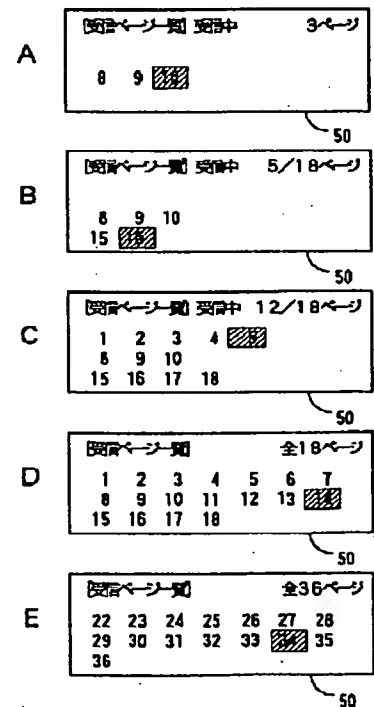 A
[受信ページ一覧] 受信中 3ページ
8 9 10
50
B
[受信ページ一覧] 受信中 5/18ページ
8 9 10
15 16
50
C
[受信ページ一覧] 受信中 12/18ページ
1 2 3 4 5
8 9 10
15 16 17 18
50
D
[受信ページ一覧] 全18ページ
1 2 3 4 5 6 7
8 9 10 11 12 13 14
15 16 17 18
50
E
[受信ページ一覧] 全36ページ
22 23 24 25 26 27 28
29 30 31 32 33 34 35
36
50